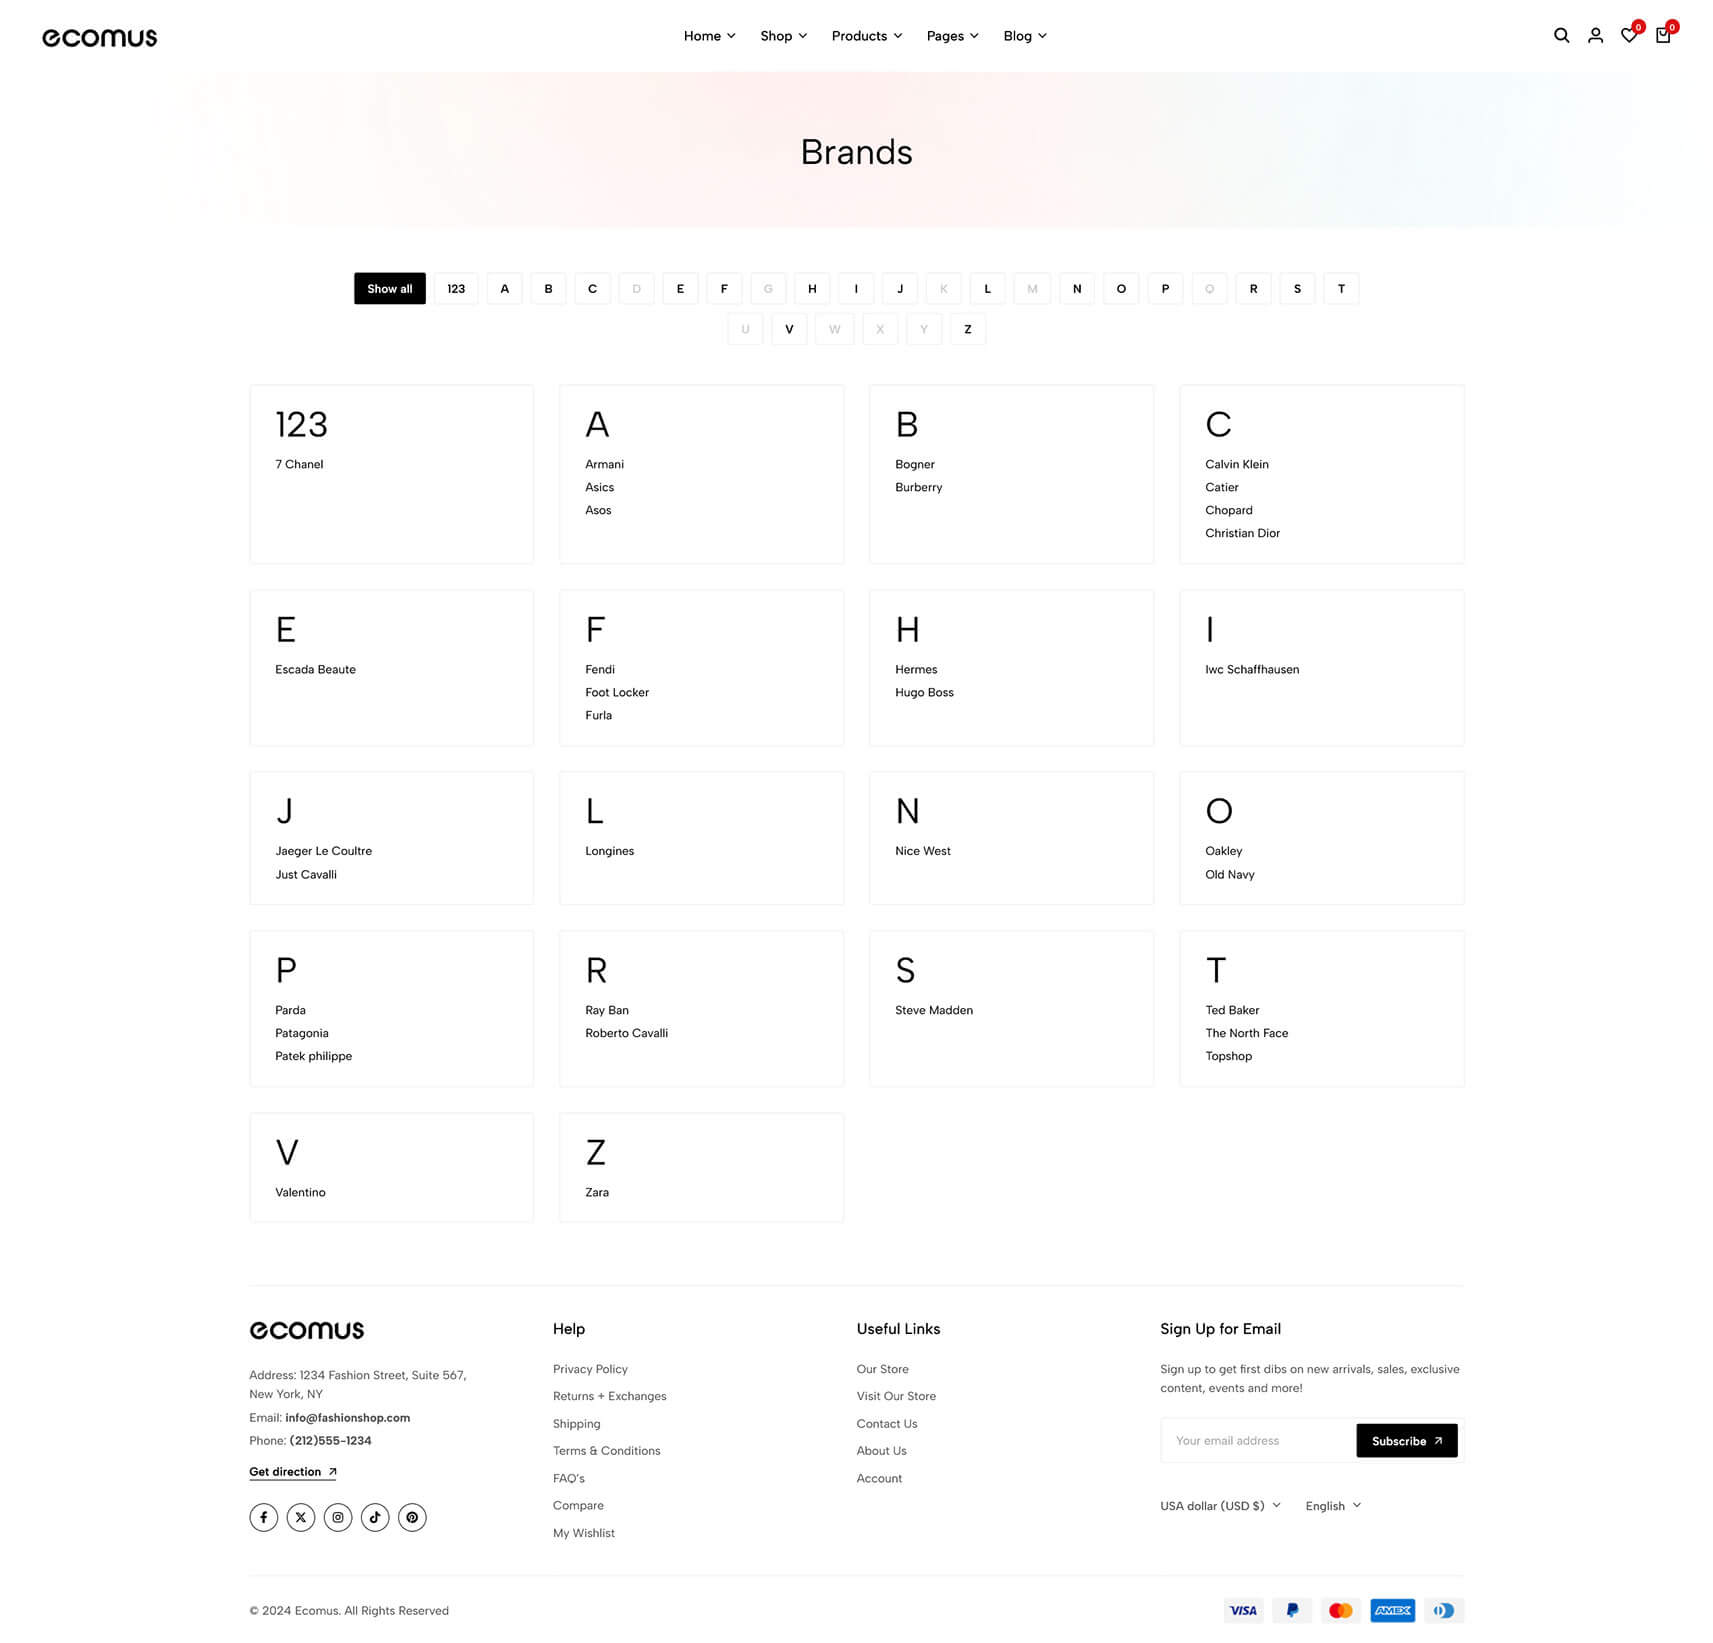 ecomus
Home Shop Products Pages Blog
0 0
Brands
Show all 123 A B C D E F G H I J K L M N O P Q R S T
U V W X Y Z
123
7 Chanel
A
Armani
Asics
Asos
B
Bogner
Burberry
C
Calvin Klein
Catier
Chopard
Christian Dior
E
Escada Beaute
F
Fendi
Foot Locker
Furla
H
Hermes
Hugo Boss
I
Iwc Schaffhausen
J
Jaeger Le Coultre
Just Cavalli
L
Longines
N
Nice West
O
Oakley
Old Navy
P
Parda
Patagonia
Patek philippe
R
Ray Ban
Roberto Cavalli
S
Steve Madden
T
Ted Baker
The North Face
Topshop
V
Valentino
Z
Zara
ecomus
Address: 1234 Fashion Street, Suite 567,
New York, NY
Email: info@fashionshop.com
Phone: (212)555-1234
Get direction
Help
Privacy Policy
Returns + Exchanges
Shipping
Terms & Conditions
FAQ's
Compare
My Wishlist
Useful Links
Our Store
Visit Our Store
Contact Us
About Us
Account
Sign Up for Email
Sign up to get first dibs on new arrivals, sales, exclusive
content, events and more!
Your email address
Subscribe
USA dollar (USD $) English
© 2024 Ecomus. All Rights Reserved
VISA AMEX